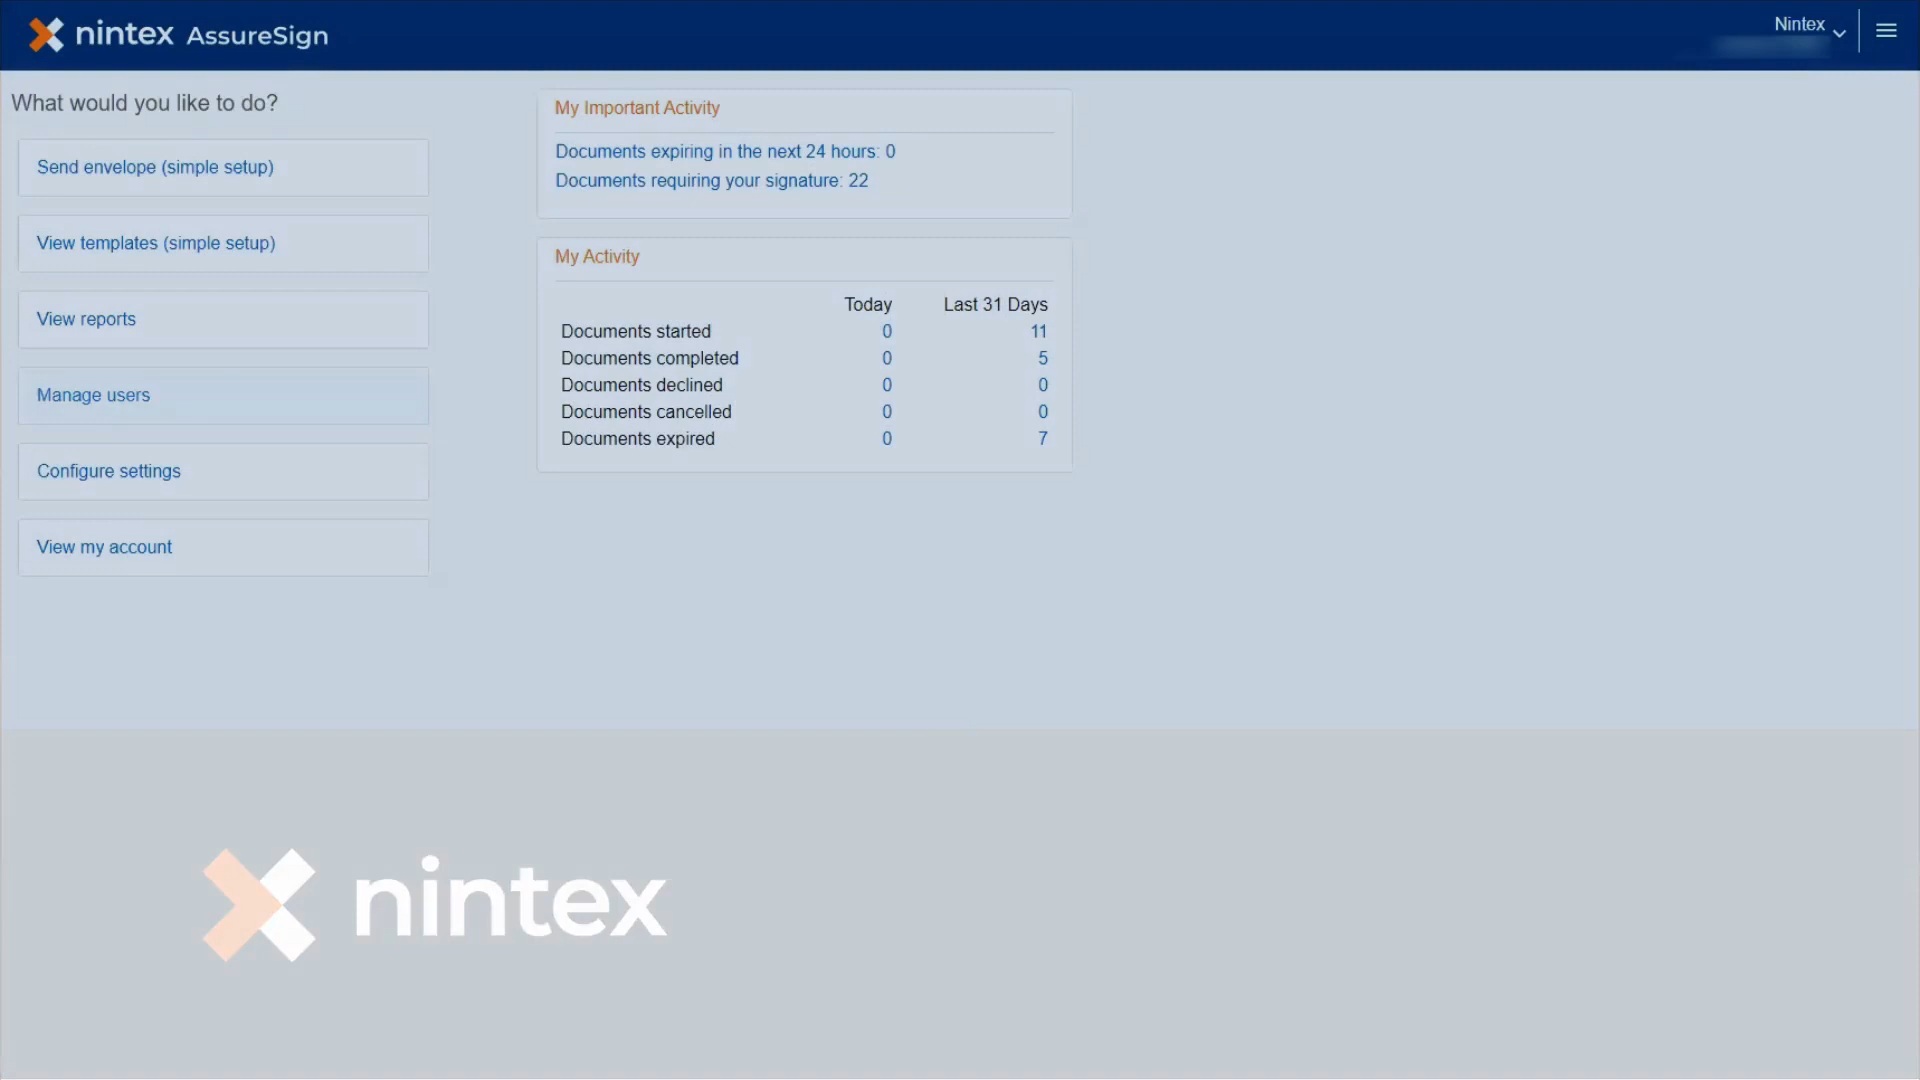 nintex AssureSign
Nintex
What would you like to do?
Send envelope (simple setup)
View templates (simple setup)
View reports
Manage users
Configure settings
View my account
My Important Activity
Documents expiring in the next 24 hours: 0
Documents requiring your signature: 22
My Activity
Today Last 31 Days
Documents started 0 11
Documents completed 0 5
Documents declined 0 0
Documents cancelled 0 0
Documents expired 0 7
nintex